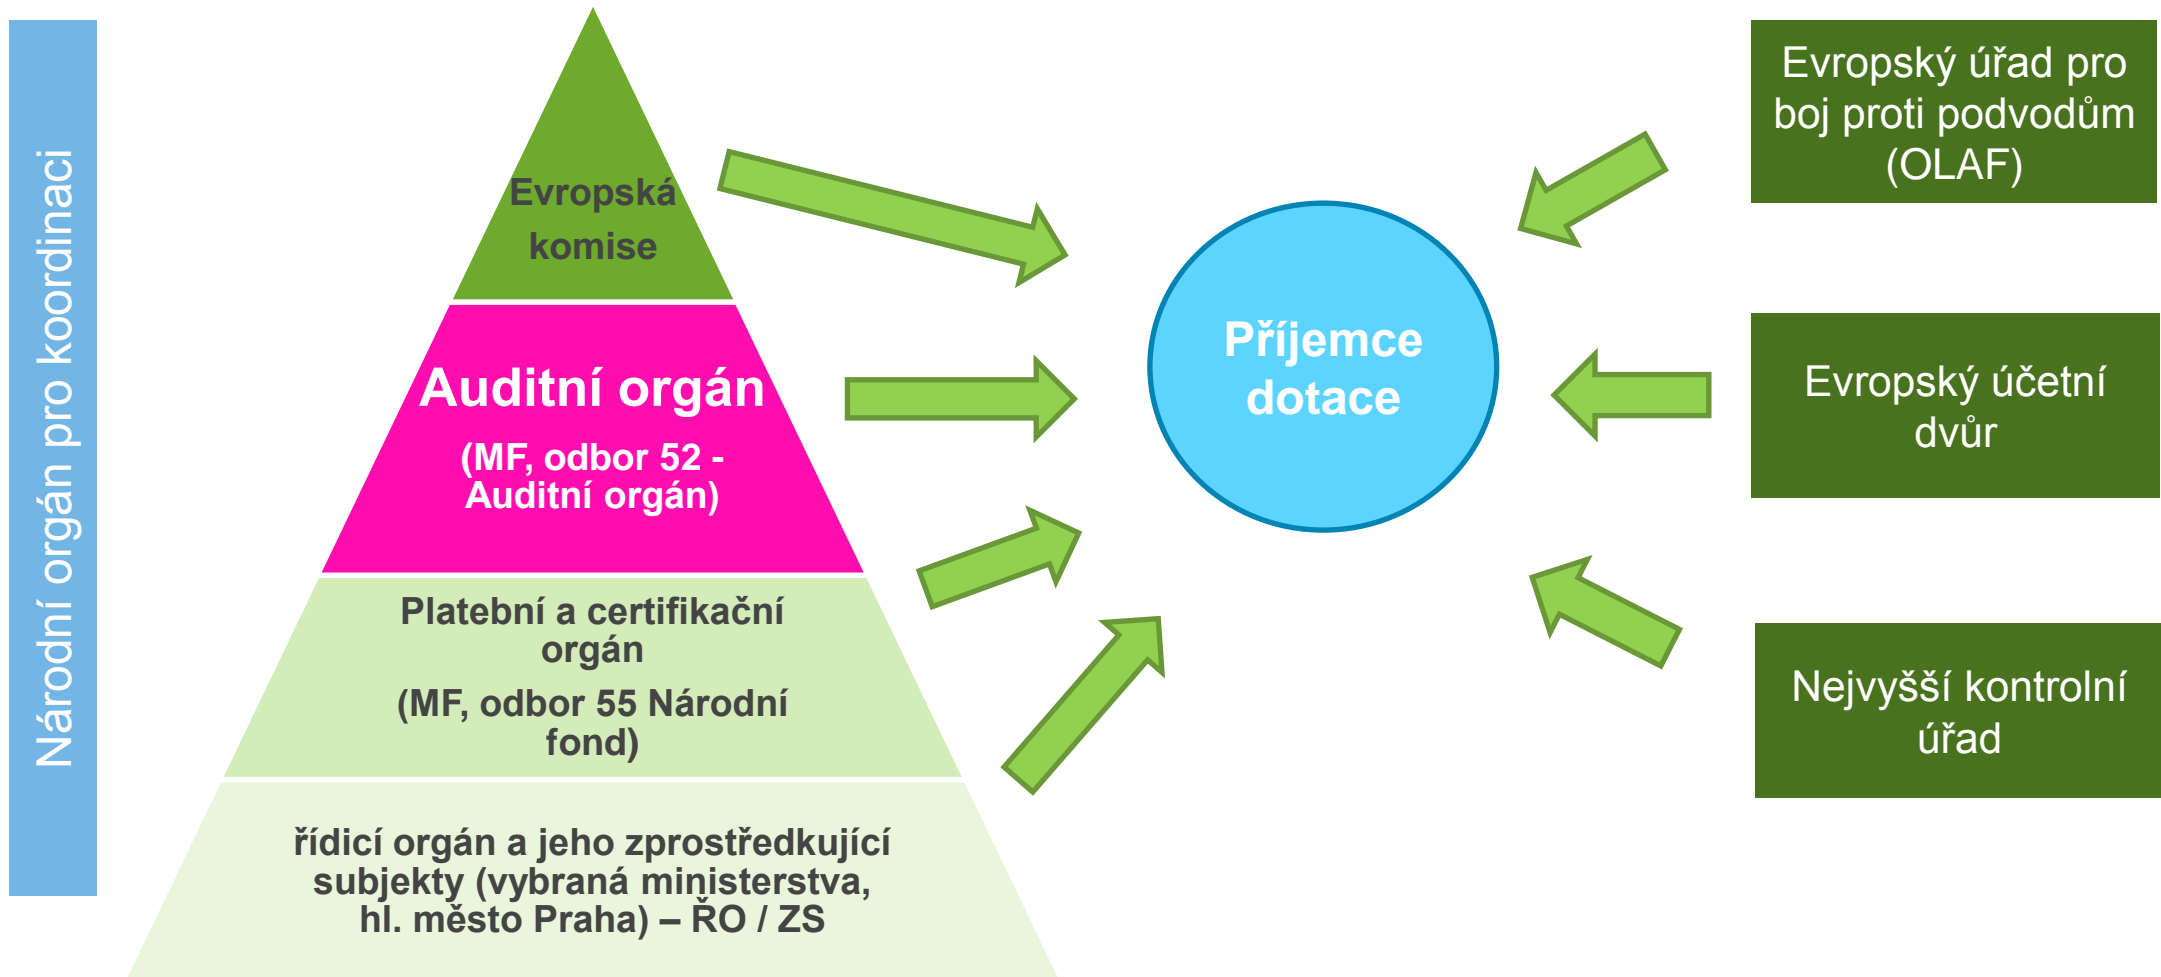 Národní orgán pro koordinaci
Evropská
komise
Auditní orgán
(MF, odbor 52 -
Auditní orgán)
Platební a certifikační
orgán
(MF, odbor 55 Národní
fond)
řídicí orgán a jeho zprostředkující
subjekty (vybraná ministerstva,
hl. město Praha) – ŘO / ZS
Příjemce
dotace
Evropský úřad pro
boj proti podvodům
(OLAF)
Evropský účetní
dvůr
Nejvyšší kontrolní
úřad